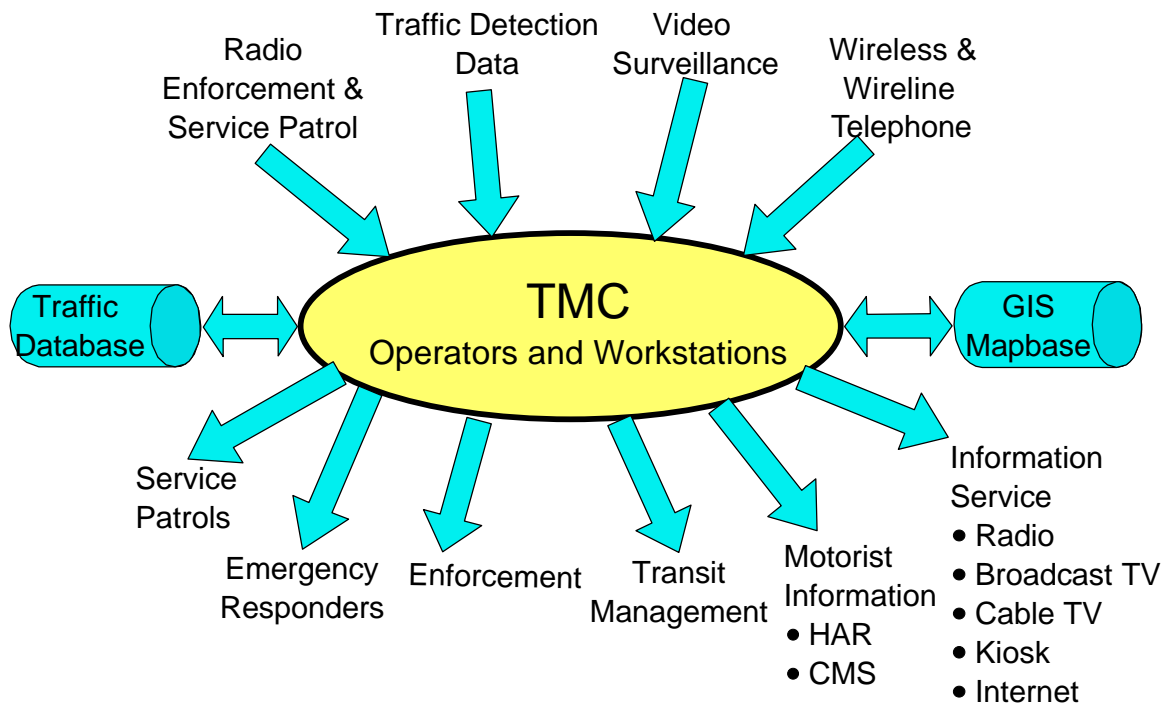 Radio
Enforcement &
Service Patrol
Traffic Detection
Data
Video
Surveillance
Wireless &
Wireline
Telephone
Traffic
Database
TMC
Operators and Workstations
GIS
Mapbase
Service
Patrols
Emergency
Responders
Enforcement
Transit
Management
Motorist
Information
• HAR
• CMS
Information
Service
• Radio
• Broadcast TV
• Cable TV
• Kiosk
• Internet